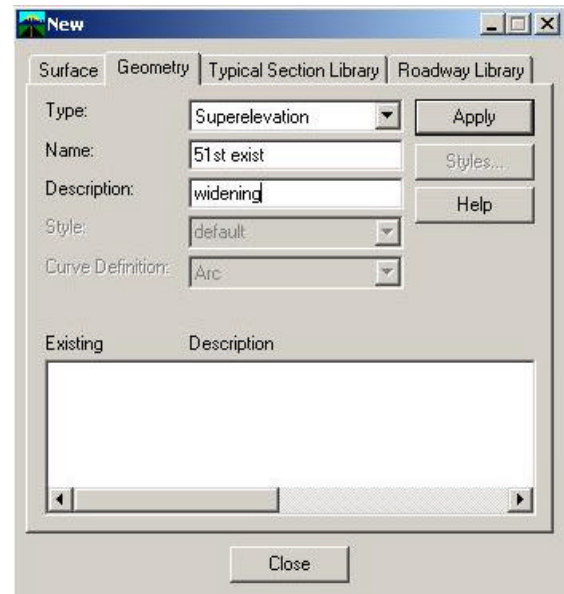 New
Surface Geometry Typical Section Library Roadway Library
Type: Superelevation Apply
Name: 51st exist Styles...
Description: widening Help
Style: default
Curve Definition: Arc
Existing Description
Close